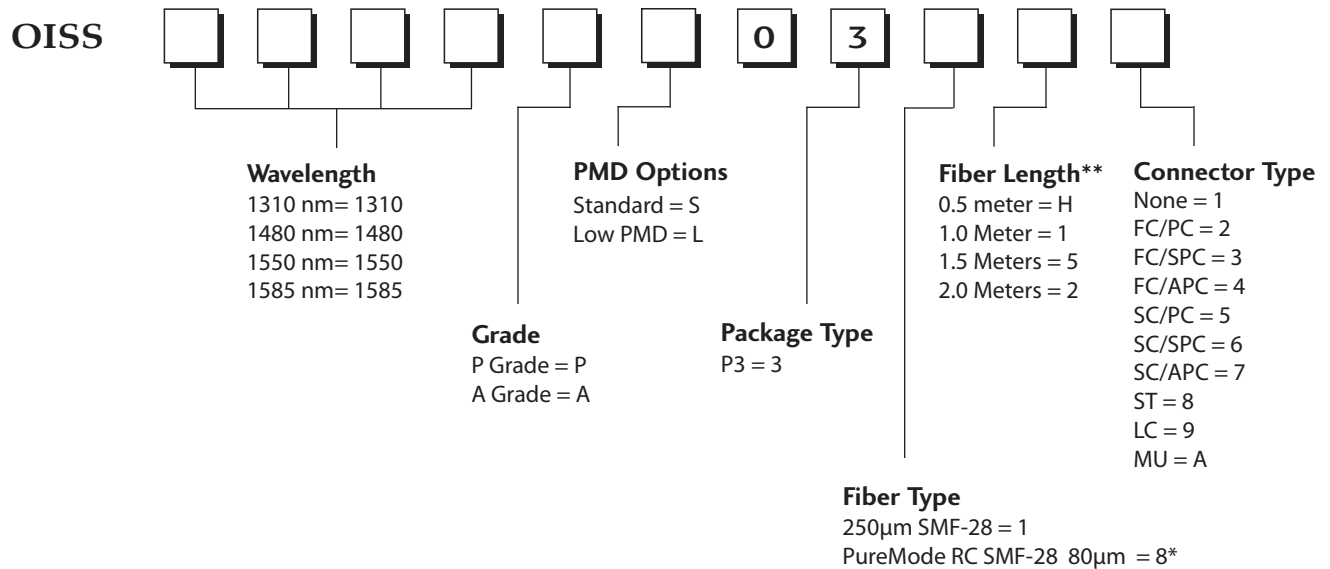 OISS 0 3
Wavelength
1310 nm= 1310
1480 nm= 1480
1550 nm= 1550
1585 nm= 1585
Grade
P Grade = P
A Grade = A
PMD Options
Standard = S
Low PMD = L
Package Type
P3 = 3
Fiber Type
250µm SMF-28 = 1
PureMode RC SMF-28 80µm = 8*
Fiber Length**
0.5 meter = H
1.0 Meter = 1
1.5 Meters = 5
2.0 Meters = 2
Connector Type
None = 1
FC/PC = 2
FC/SPC = 3
FC/APC = 4
SC/PC = 5
SC/SPC = 6
SC/APC = 7
ST = 8
LC = 9
MU = A